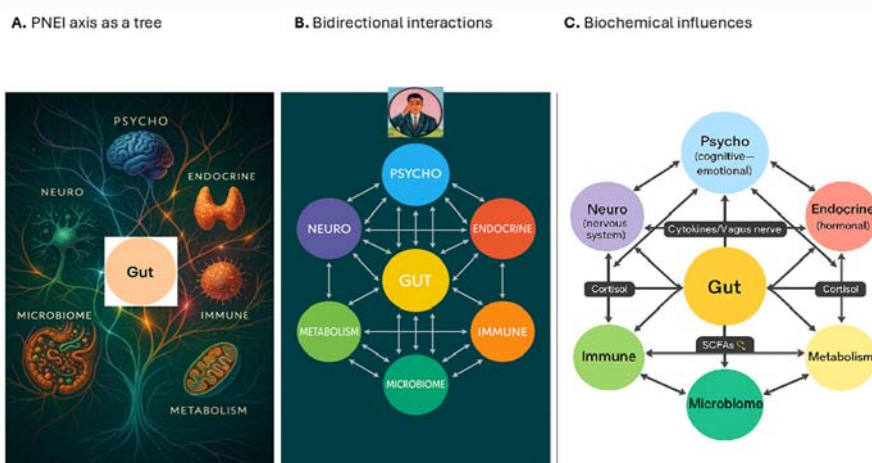 A. PNEI axis as a tree
B. Bidirectional interactions
C. Biochemical influences
PSYCHO
NEURO
ENDOCRINE
Gut
MICROBIOME
IMMUNE
METABOLISM
PSYCHO
NEURO
ENDOCRINE
GUT
METABOLISM
IMMUNE
MICROBIOME
Psycho
(cognitive—
emotional)
Neuro
(nervous
system)
Endocrine
(hormonal)
Cytokines/Vagus nerve
Gut
Cortisol
Cortisol
SCFAs
Immune
Metabolism
Microbiome